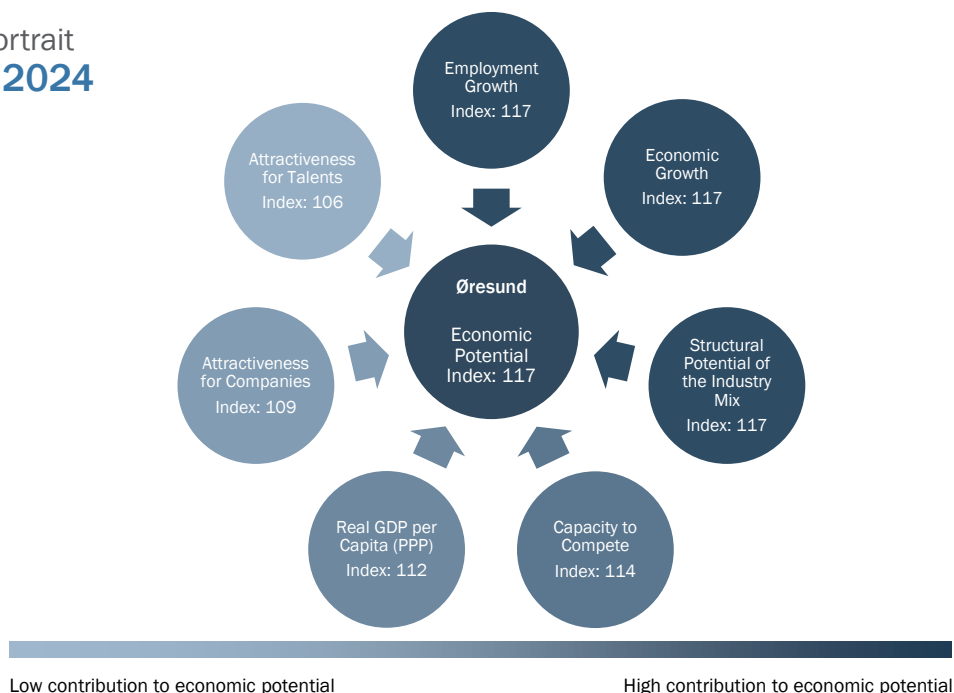 2024
Employment
Growth
Index: 117
Economic
Growth
Index: 117
Structural
Potential of
the Industry
Mix
Index: 117
Capacity to
Compete
Index: 114
Real GDP per
Capita (PPP)
Index: 112
Attractiveness
for Companies
Index: 109
Attractiveness
for Talents
Index: 106
Øresund
Economic
Potential
Index: 117
Low contribution to economic potential
High contribution to economic potential